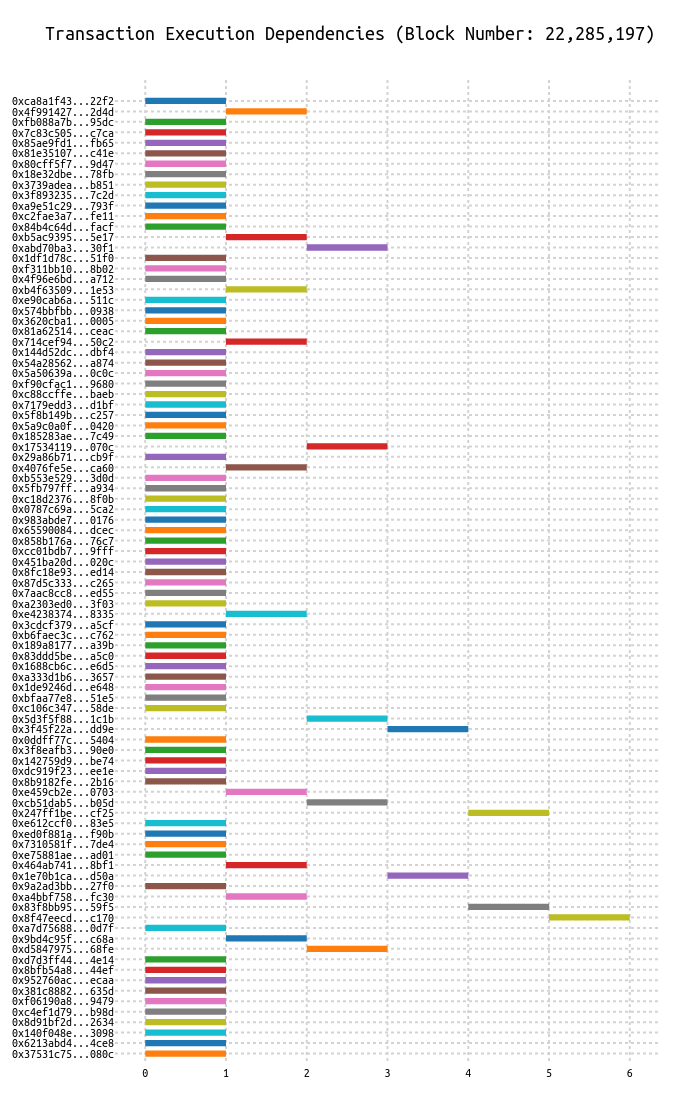 Transaction Execution Dependencies (Block Number: 22,285,197)
0xca8a1f43...22f2
0x4f991427...2d4d
0xfb088a7b...95dc
0x7c83c505...c7ca
0x85ae9fd1...fb65
0x81e35107...c41e
0x80cff5f7...9d47
0x18e32dbe...78fb
0x3739adea...b851
0x3f893235...7c2d
0xa9e51c29...793f
0xc2fae3a7...fe11
0x84b4c64d...facf
0xb5ac9395...5e17
0xabd70ba3...30f1
0x1df1d78c...51f0
0xf311bb10...8b02
0x4f96e6bd...a712
0xb4f63509...1e53
0xe90cab6a...511c
0x574bbfbb...0938
0x3620cba1...0005
0x81a62514...ceac
0x714cef94...50c2
0x144d52dc...dbf4
0x54a28562...a874
0x5a50639a...0c0c
0xf90cfac1...9680
0xc88ccffe...baeb
0x7179edd3...d1bf
0x5f8b149b...c257
0x5a9c0a0f...0420
0x185283ae...7c49
0x17534119...070c
0x29a86b71...cb9f
0x4076fe5e...ca60
0xb553e529...3d0d
0x5fb797ff...a934
0xc18d2376...8f0b
0x0787c69a...5ca2
0x983abde7...0176
0x65590084...dcec
0x858b176a...76c7
0xcc01bdb7...9fff
0x451ba20d...020c
0x8fc18e93...ed14
0x87d5c333...c265
0x7aac8cc8...ed55
0xa2303ed0...3f03
0xe4238374...8335
0x3cdcf379...a5cf
0xb6faec3c...c762
0x189a8177...a39b
0x83ddd5be...a5c0
0x1688cb6c...e6d5
0xa333d1b6...3657
0x1de9246d...e648
0xbfaa77e8...51e5
0xc106c347...58de
0x5d3f5f88...1c1b
0x3f45f22a...dd9e
0x0ddff77c...5404
0x3f8eafb3...90e0
0x142759d9...be74
0xdc919f23...ee1e
0x8b9182fe...2b16
0xe459cb2e...0703
0xcb51dab5...b05d
0x247ff1be...cf25
0xe612ccf0...83e5
0xed0f881a...f90b
0x7310581f...7de4
0xe75881ae...ad01
0x464ab741...8bf1
0x1e70b1ca...d50a
0x9a2ad3bb...27f0
0xa4bbf758...fc30
0x83f8bb95...59f5
0x8f47eecd...c170
0xa7d75688...0d7f
0x9bd4c95f...c68a
0xd5847975...68fe
0xd7d3ff44...4e14
0x8bfb54a8...44ef
0x952760ac...ecaa
0x381c8882...635d
0xf06190a8...9479
0xc4ef1d79...b98d
0x8d91bf2d...2634
0x140f048e...3098
0x6213abd4...4ce8
0x37531c75...080c
0 1 2 3 4 5 6